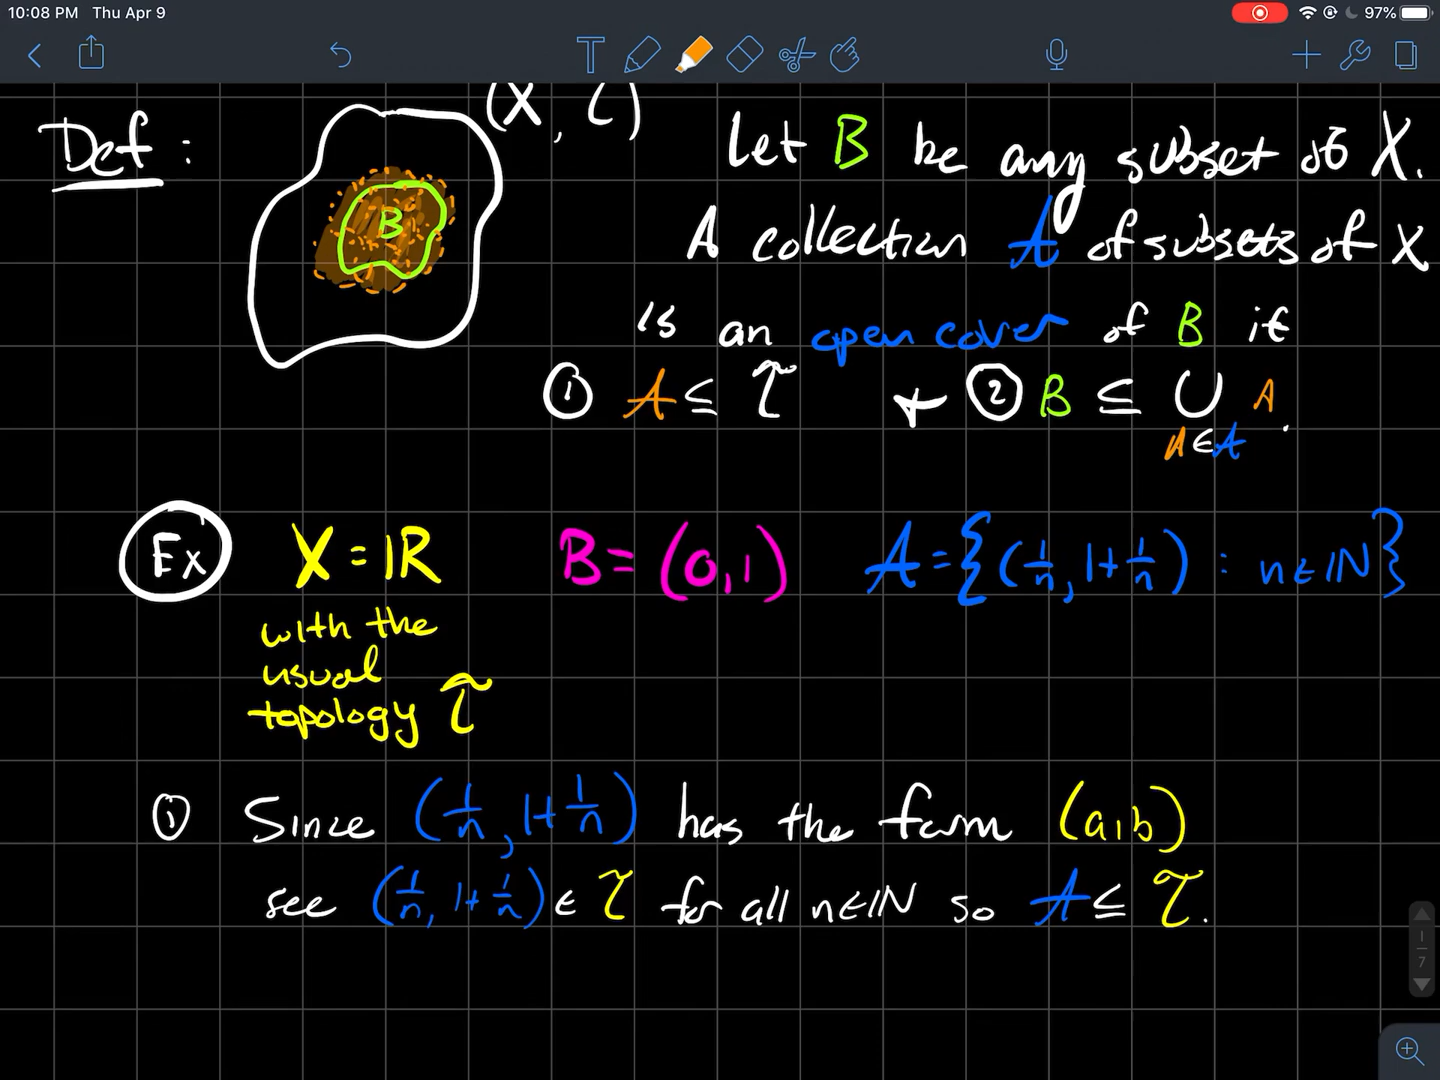 10:08 PM Thu Apr 9
97%
T
(X, τ)
Def:
B
Let B be any subset of X.
A collection 𝒜 of subsets of X
is an open cover of B if
① 𝒜 ⊆ τ & ② B ⊆ ∪ A.
A∈𝒜
Ex X = ℝ B = (0,1) 𝒜 = {(1/n, 1+1/n) : n∈ℕ}
with the
usual
topology τ
① Since (1/n, 1+1/n) has the form (a,b)
see (1/n, 1+1/n) ∈ τ for all n∈ℕ so 𝒜 ⊆ τ.
1
7